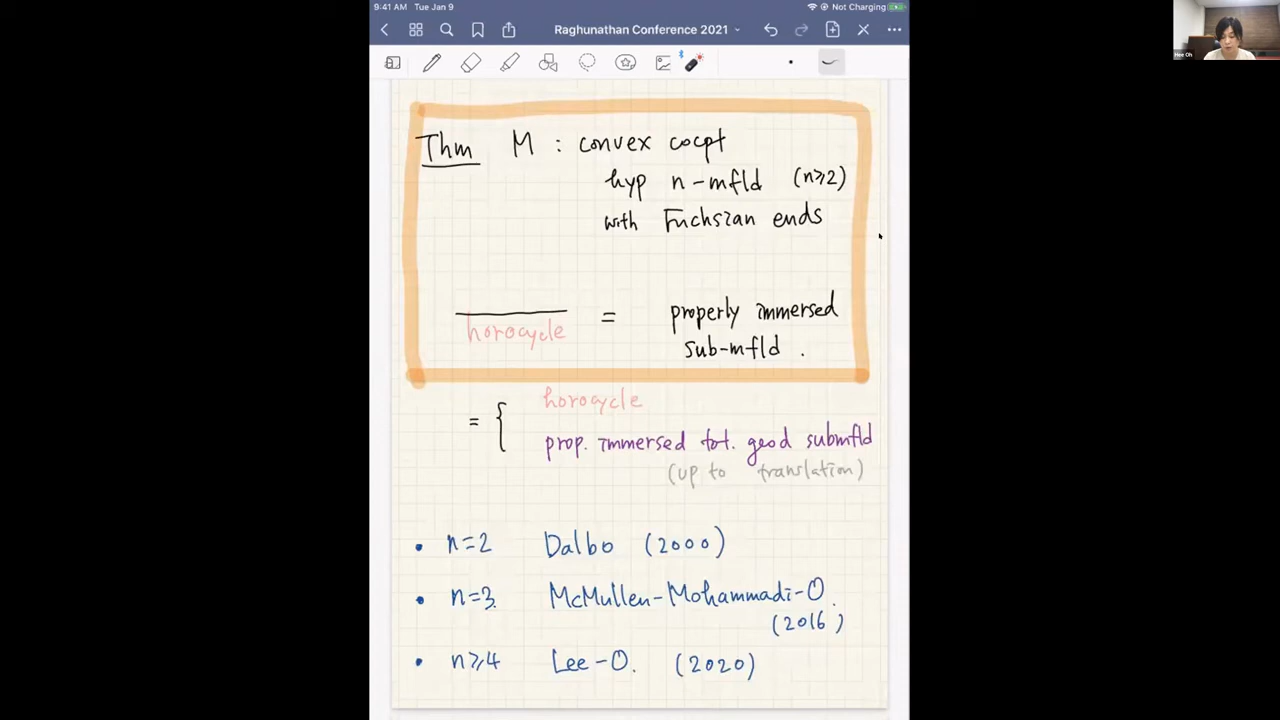 9:41 AM Tue Jan 9
Not Charging
Raghunathan Conference 2021
Hee Oh
Thm M : convex cocpt
hyp n-mfld (n≥2)
with Fuchsian ends
horocycle = properly immersed
sub-mfld.
= { horocycle
prop. immersed tot. geod submfld
(up to translation)
• n=2 Dalbo (2000)
• n=3. McMullen-Mohammadi-O.
(2016)
• n≥4 Lee-O. (2020)